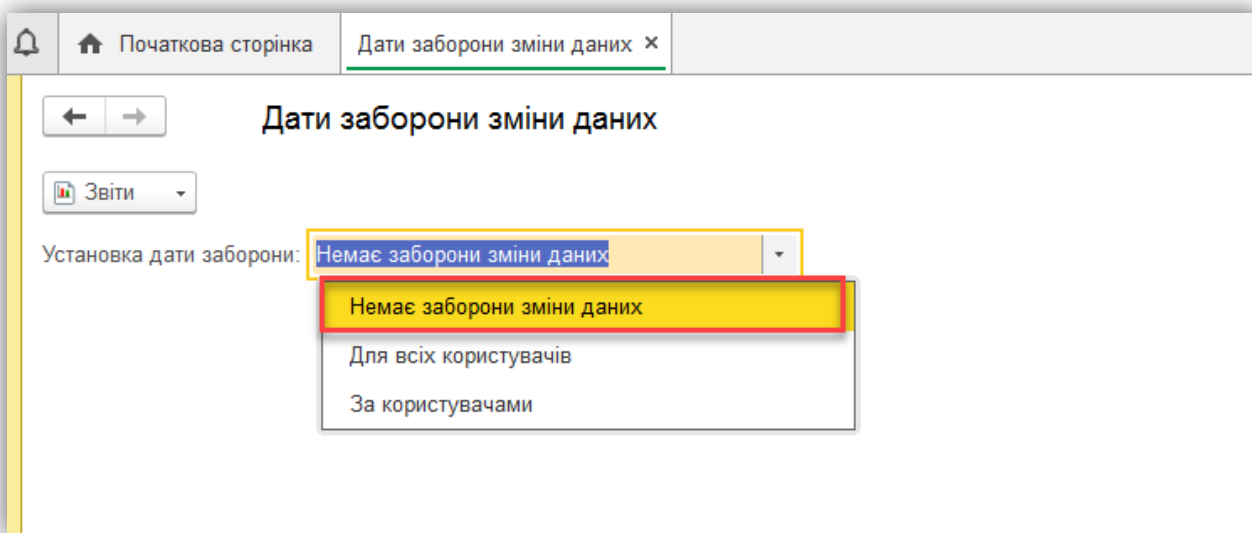 Початкова сторінка
Дати заборони зміни даних ×
Дати заборони зміни даних
Звіти
Установка дати заборони: Немає заборони зміни даних
Немає заборони зміни даних
Для всіх користувачів
За користувачами